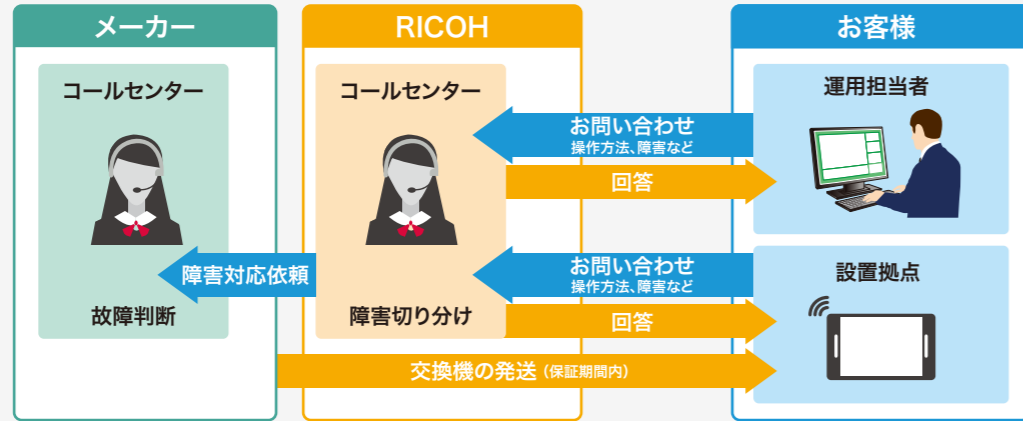 メーカー
コールセンター
故障判断
RICOH
コールセンター
障害切り分け
お客様
運用担当者
設置拠点
お問い合わせ
操作方法、障害など
回答
障害対応依頼
お問い合わせ
操作方法、障害など
回答
交換機の発送（保証期間内）